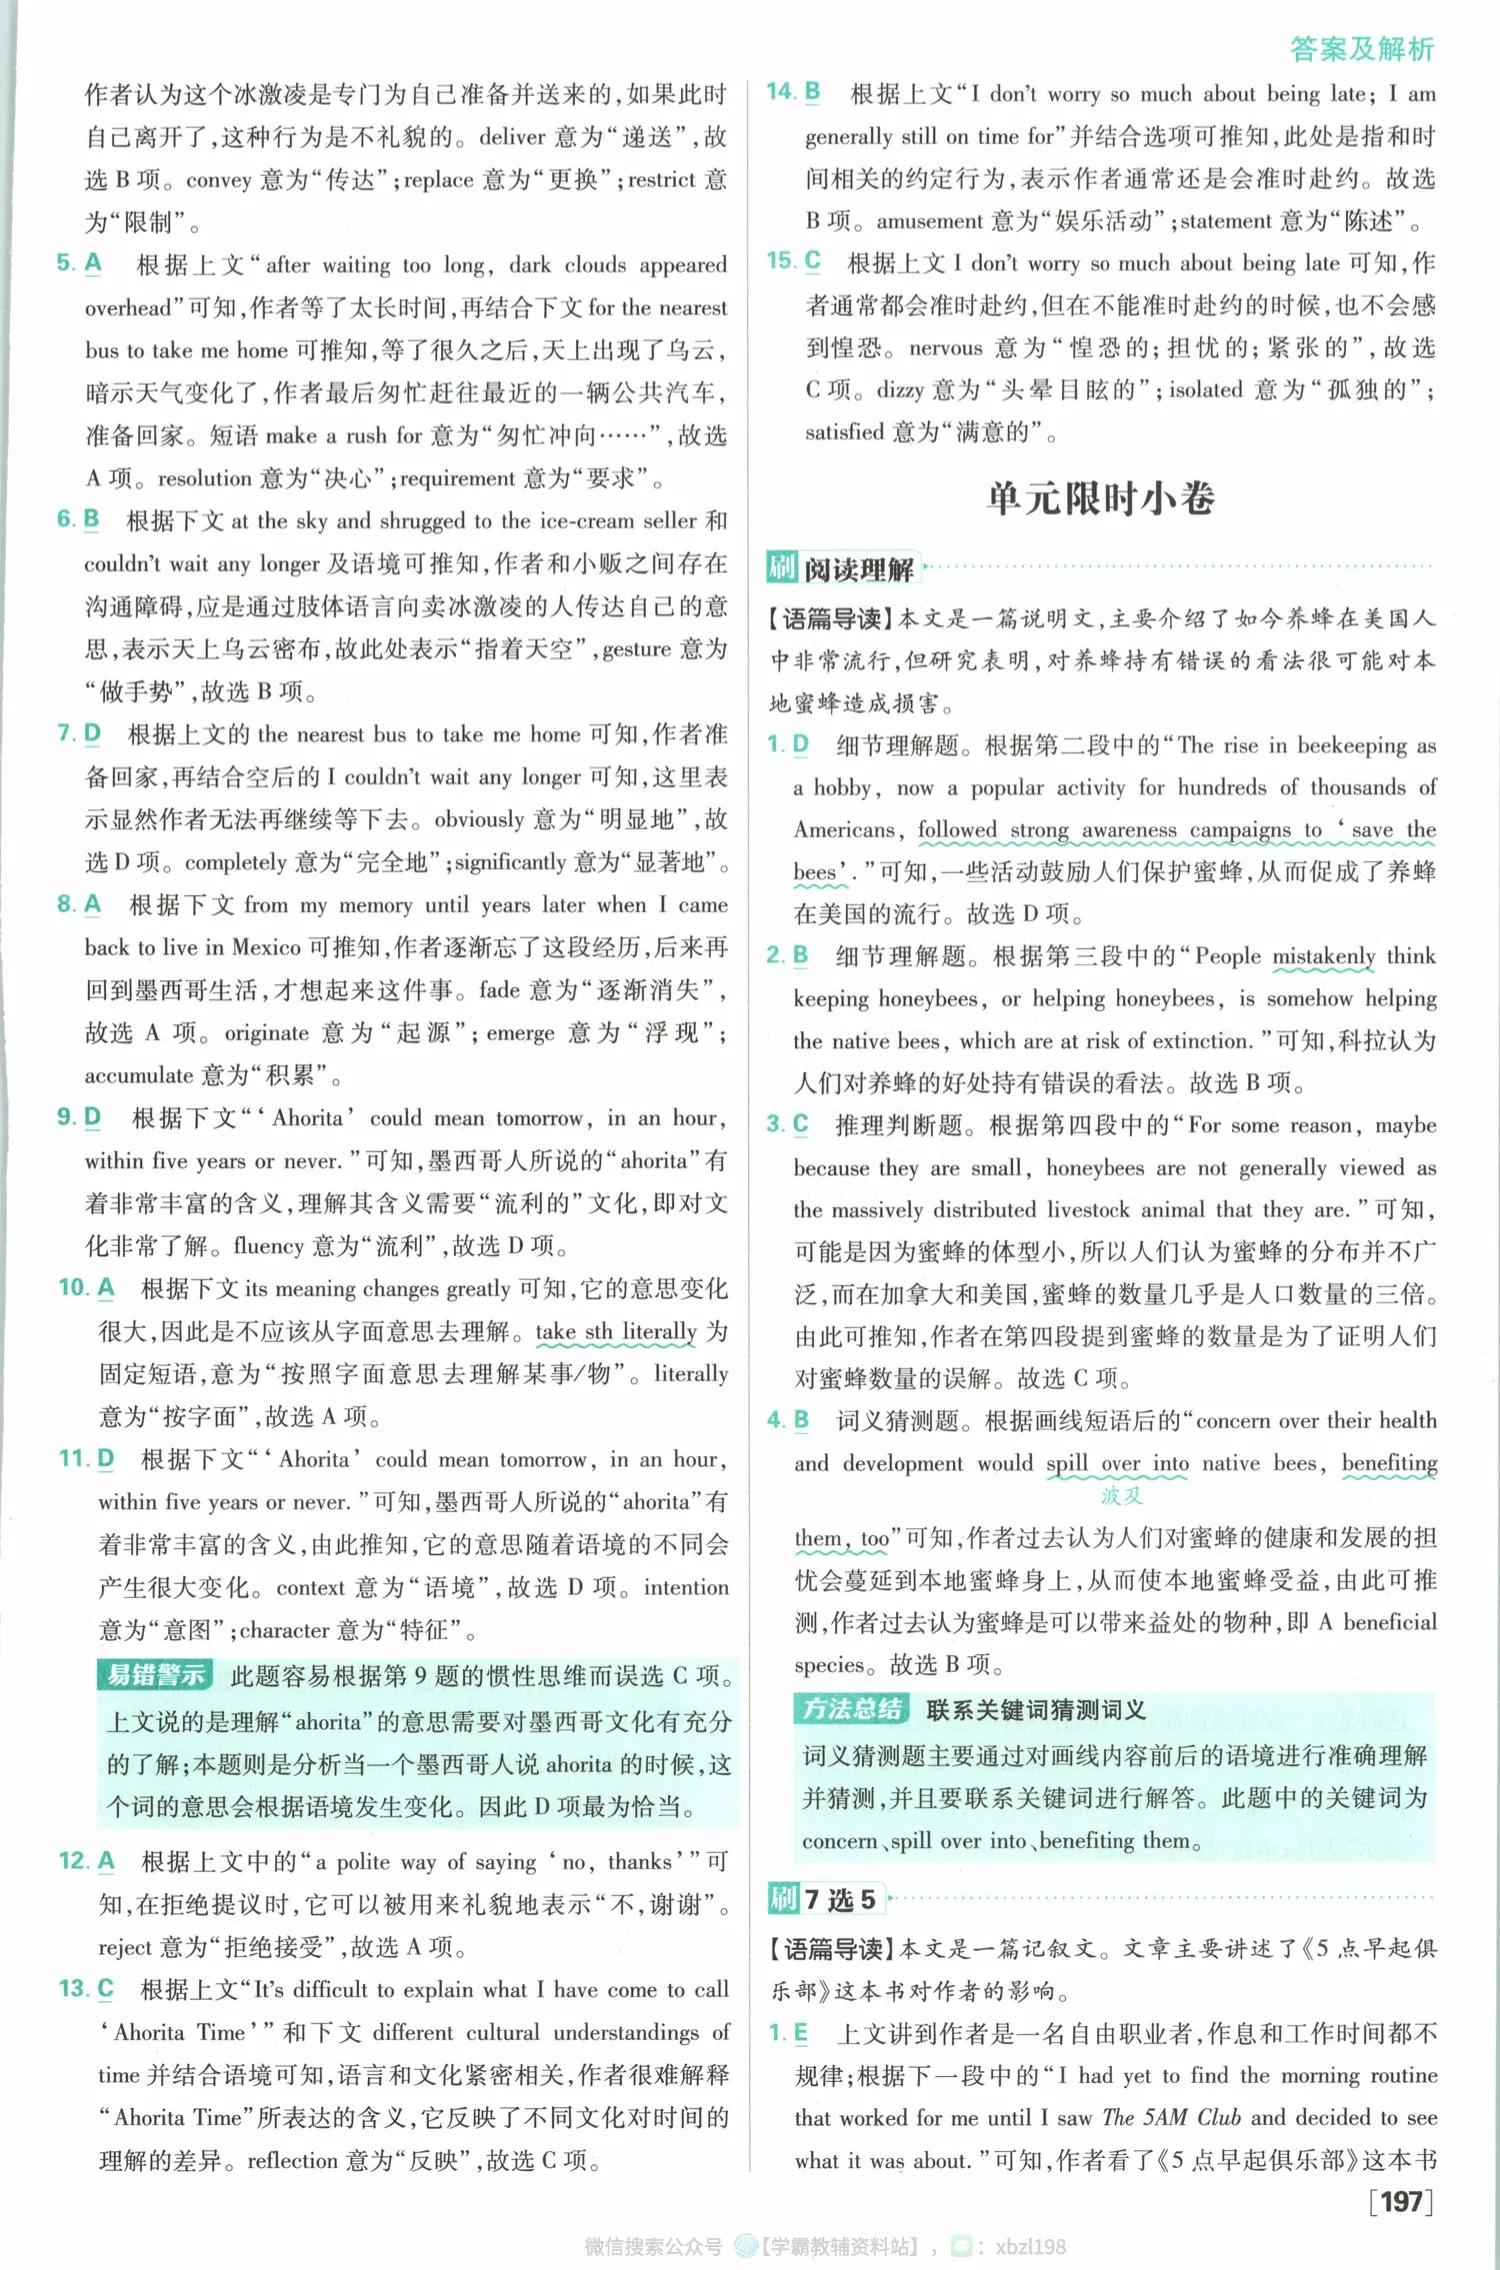 答案及解析
作者认为这个冰激凌是专门为自己准备并送来的,如果此时
自己离开了,这种行为是不礼貌的。deliver 意为“递送”,故
选 B 项。convey 意为“传达”;replace 意为“更换”;restrict 意
为“限制”。
5. A 根据上文“after waiting too long, dark clouds appeared
overhead”可知,作者等了太长时间,再结合下文 for the nearest
bus to take me home 可推知,等了很久之后,天上出现了乌云,
暗示天气变化了,作者最后匆忙赶往最近的一辆公共汽车,
准备回家。短语 make a rush for 意为“匆忙冲向……”,故选
A 项。resolution 意为“决心”;requirement 意为“要求”。
6. B 根据下文 at the sky and shrugged to the ice-cream seller 和
couldn't wait any longer 及语境可推知,作者和小贩之间存在
沟通障碍,应是通过肢体语言向卖冰激凌的人传达自己的意
思,表示天上乌云密布,故此处表示“指着天空”,gesture 意为
“做手势”,故选 B 项。
7. D 根据上文的 the nearest bus to take me home 可知,作者准
备回家,再结合空后的 I couldn't wait any longer 可知,这里表
示显然作者无法再继续等下去。obviously 意为“明显地”,故
选 D 项。completely 意为“完全地”;significantly 意为“显著地”。
8. A 根据下文 from my memory until years later when I came
back to live in Mexico 可推知,作者逐渐忘了这段经历,后来再
回到墨西哥生活,才想起来这件事。fade 意为“逐渐消失”,
故选 A 项。originate 意为“起源”; emerge 意为“浮现”;
accumulate 意为“积累”。
9. D 根据下文“‘Ahorita’ could mean tomorrow, in an hour,
within five years or never.”可知,墨西哥人所说的“ahorita”有
着非常丰富的含义,理解其含义需要“流利的”文化,即对文
化非常了解。fluency 意为“流利”,故选 D 项。
10. A 根据下文 its meaning changes greatly 可知,它的意思变化
很大,因此是不应该从字面意思去理解。take sth literally 为
固定短语,意为“按照字面意思去理解某事/物”。literally
意为“按字面”,故选 A 项。
11. D 根据下文“‘Ahorita’ could mean tomorrow, in an hour,
within five years or never.”可知,墨西哥人所说的“ahorita”有
着非常丰富的含义,由此推知,它的意思随着语境的不同会
产生很大变化。context 意为“语境”,故选 D 项。intention
意为“意图”;character 意为“特征”。
易错警示 此题容易根据第 9 题的惯性思维而误选 C 项。
上文说的是理解“ahorita”的意思需要对墨西哥文化有充分
的了解;本题则是分析当一个墨西哥人说 ahorita 的时候,这
个词的意思会根据语境发生变化。因此 D 项最为恰当。
12. A 根据上文中的“a polite way of saying ‘no, thanks’”可
知,在拒绝提议时,它可以被用来礼貌地表示“不,谢谢”。
reject 意为“拒绝接受”,故选 A 项。
13. C 根据上文“It's difficult to explain what I have come to call
‘Ahorita Time’”和下文 different cultural understandings of
time 并结合语境可知,语言和文化紧密相关,作者很难解释
“Ahorita Time”所表达的含义,它反映了不同文化对时间的
理解的差异。reflection 意为“反映”,故选 C 项。
14. B 根据上文“I don't worry so much about being late; I am
generally still on time for”并结合选项可推知,此处是指和时
间相关的约定行为,表示作者通常还是会准时赴约。故选
B 项。amusement 意为“娱乐活动”;statement 意为“陈述”。
15. C 根据上文 I don't worry so much about being late 可知,作
者通常都会准时赴约,但在不能准时赴约的时候,也不会感
到惶恐。nervous 意为“惶恐的;担忧的;紧张的”,故选
C 项。dizzy 意为“头晕目眩的”;isolated 意为“孤独的”;
satisfied 意为“满意的”。
单元限时小卷
刷 阅读理解
【语篇导读】本文是一篇说明文,主要介绍了如今养蜂在美国人
中非常流行,但研究表明,对养蜂持有错误的看法很可能对本
地蜜蜂造成损害。
1. D 细节理解题。根据第二段中的“The rise in beekeeping as
a hobby, now a popular activity for hundreds of thousands of
Americans, followed strong awareness campaigns to ‘save the
bees’.”可知,一些活动鼓励人们保护蜜蜂,从而促成了养蜂
在美国的流行。故选 D 项。
2. B 细节理解题。根据第三段中的“People mistakenly think
keeping honeybees, or helping honeybees, is somehow helping
the native bees, which are at risk of extinction.”可知,科拉认为
人们对养蜂的好处持有错误的看法。故选 B 项。
3. C 推理判断题。根据第四段中的“For some reason, maybe
because they are small, honeybees are not generally viewed as
the massively distributed livestock animal that they are.”可知,
可能是因为蜜蜂的体型小,所以人们认为蜜蜂的分布并不广
泛,而在加拿大和美国,蜜蜂的数量几乎是人口数量的三倍。
由此可推知,作者在第四段提到蜜蜂的数量是为了证明人们
对蜜蜂数量的误解。故选 C 项。
4. B 词义猜测题。根据画线短语后的“concern over their health
and development would spill over into native bees, benefiting
波及
them, too”可知,作者过去认为人们对蜜蜂的健康和发展的担
忧会蔓延到本地蜜蜂身上,从而使本地蜜蜂受益,由此可推
测,作者过去认为蜜蜂是可以带来益处的物种,即 A beneficial
species。故选 B 项。
方法总结 联系关键词猜测词义
词义猜测题主要通过对画线内容前后的语境进行准确理解
并猜测,并且要联系关键词进行解答。此题中的关键词为
concern、spill over into、benefiting them。
刷 7 选 5
【语篇导读】本文是一篇记叙文。文章主要讲述了《5 点早起俱
乐部》这本书对作者的影响。
1. E 上文讲到作者是一名自由职业者,作息和工作时间都不
规律;根据下一段中的“I had yet to find the morning routine
that worked for me until I saw The 5AM Club and decided to see
what it was about.”可知,作者看了《5 点早起俱乐部》这本书
[197]
微信搜索公众号【学霸教辅资料站】,:xbzl198